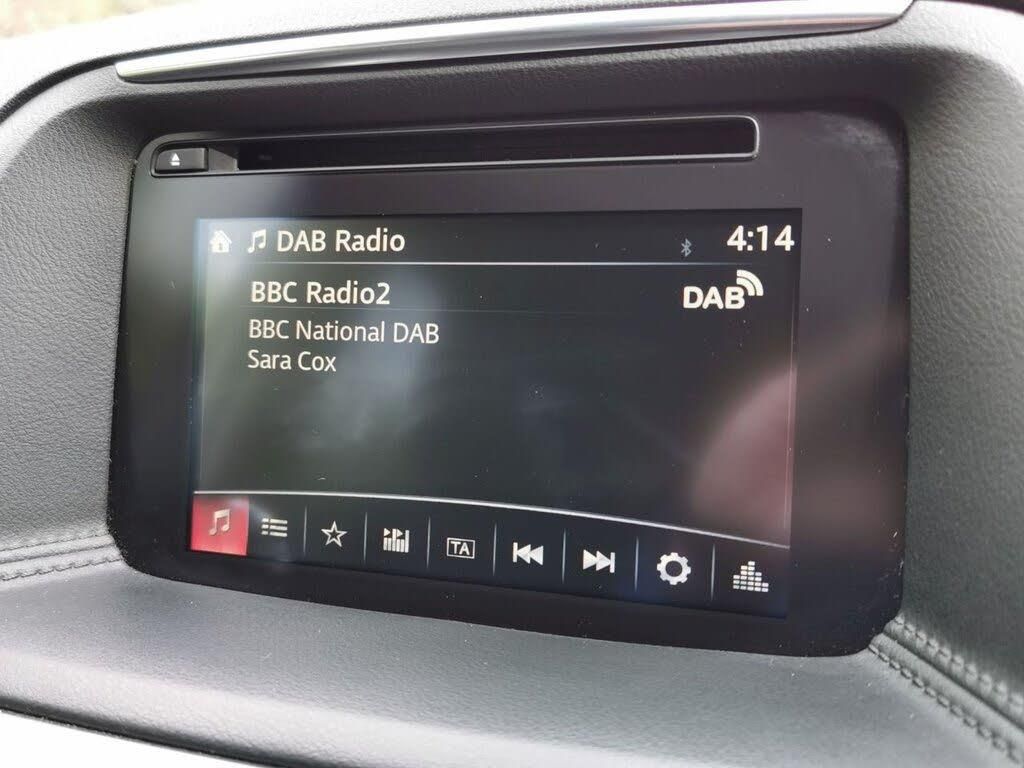 DAB Radio 4:14
BBC Radio2 DAB
BBC National DAB
Sara Cox
TA